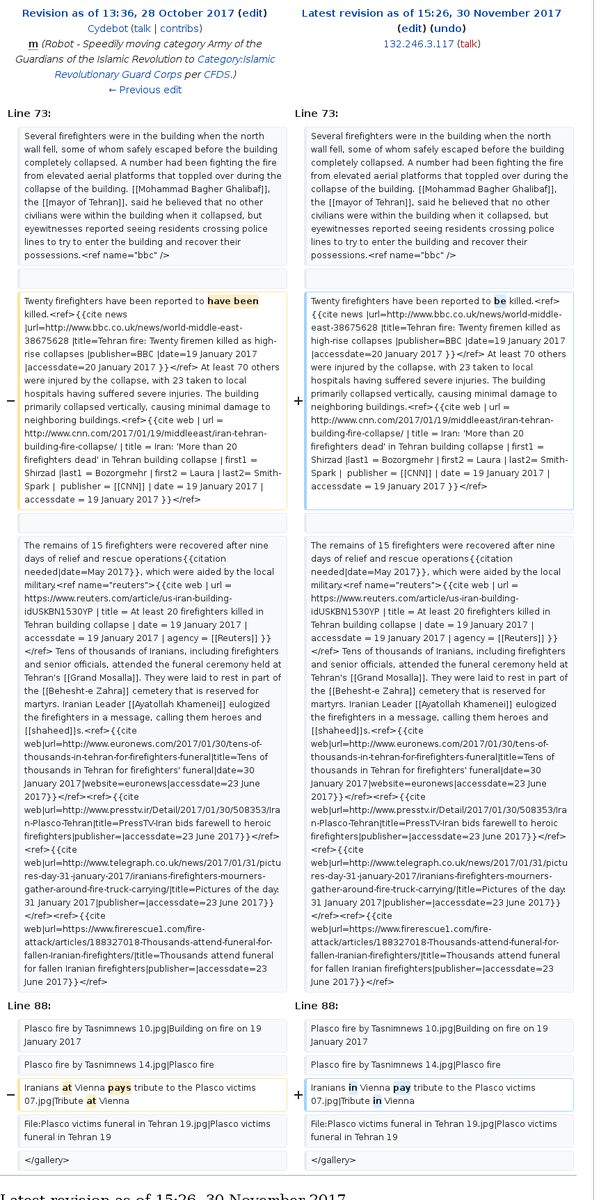 Revision as of 13:36, 28 October 2017 (edit)
Cydebot (talk | contribs)
m (Robot - Speedily moving category Army of the
Guardians of the Islamic Revolution to Category:Islamic
Revolutionary Guard Corps per CFDS.)
← Previous edit
Latest revision as of 15:26, 30 November 2017
(edit) (undo)
132.246.3.117 (talk)
Line 73:
Several firefighters were in the building when the north
wall fell, some of whom safely escaped before the building
completely collapsed. A number had been fighting the fire
from elevated aerial platforms that toppled over during the
collapse of the building. [[Mohammad Bagher Ghalibaf]],
the [[mayor of Tehran]], said he believed that no other
civilians were within the building when it collapsed, but
eyewitnesses reported seeing residents crossing police
lines to try to enter the building and recover their
possessions.<ref name="bbc" />
Line 73:
Several firefighters were in the building when the north
wall fell, some of whom safely escaped before the building
completely collapsed. A number had been fighting the fire
from elevated aerial platforms that toppled over during the
collapse of the building. [[Mohammad Bagher Ghalibaf]],
the [[mayor of Tehran]], said he believed that no other
civilians were within the building when it collapsed, but
eyewitnesses reported seeing residents crossing police
lines to try to enter the building and recover their
possessions.<ref name="bbc" />
−
Twenty firefighters have been reported to have been
killed.<ref>{{cite news
|url=http://www.bbc.co.uk/news/world-middle-east-
38675628 |title=Tehran fire: Twenty firemen killed as high-
rise collapses |publisher=BBC |date=19 January 2017
|accessdate=20 January 2017 }}</ref> At least 70 others
were injured by the collapse, with 23 taken to local
hospitals having suffered severe injuries. The building
primarily collapsed vertically, causing minimal damage to
neighboring buildings.<ref>{{cite web | url =
http://www.cnn.com/2017/01/19/middleeast/iran-tehran-
building-fire-collapse/ | title = Iran: 'More than 20
firefighters dead' in Tehran building collapse | first1 =
Shirzad |last1 = Bozorgmehr | first2 = Laura | last2= Smith-
Spark | publisher = [[CNN]] | date = 19 January 2017 |
accessdate = 19 January 2017 }}</ref>
+
Twenty firefighters have been reported to be killed.<ref>
{{cite news |url=http://www.bbc.co.uk/news/world-middle-
east-38675628 |title=Tehran fire: Twenty firemen killed as
high-rise collapses |publisher=BBC |date=19 January 2017
|accessdate=20 January 2017 }}</ref> At least 70 others
were injured by the collapse, with 23 taken to local
hospitals having suffered severe injuries. The building
primarily collapsed vertically, causing minimal damage to
neighboring buildings.<ref>{{cite web | url =
http://www.cnn.com/2017/01/19/middleeast/iran-tehran-
building-fire-collapse/ | title = Iran: 'More than 20
firefighters dead' in Tehran building collapse | first1 =
Shirzad |last1 = Bozorgmehr | first2 = Laura | last2= Smith-
Spark | publisher = [[CNN]] | date = 19 January 2017 |
accessdate = 19 January 2017 }}</ref>
The remains of 15 firefighters were recovered after nine
days of relief and rescue operations{{citation
needed|date=May 2017}}, which were aided by the local
military.<ref name="reuters">{{cite web | url =
https://www.reuters.com/article/us-iran-building-
idUSKBN1530YP | title = At least 20 firefighters killed in
Tehran building collapse | date = 19 January 2017 |
accessdate = 19 January 2017 | agency = [[Reuters]] }}
</ref> Tens of thousands of Iranians, including firefighters
and senior officials, attended the funeral ceremony held at
Tehran's [[Grand Mosalla]]. They were laid to rest in part of
the [[Behesht-e Zahra]] cemetery that is reserved for
martyrs. Iranian Leader [[Ayatollah Khamenei]] eulogized
the firefighters in a message, calling them heroes and
[[shaheed]]s.<ref>{{cite
web|url=http://www.euronews.com/2017/01/30/tens-of-
thousands-in-tehran-for-firefighters-funeral|title=Tens of
thousands in Tehran for firefighters' funeral|date=30
January 2017|website=euronews|accessdate=23 June
2017}}</ref><ref>{{cite
web|url=http://www.presstv.ir/Detail/2017/01/30/508353/Ira
n-Plasco-Tehran|title=PressTV-Iran bids farewell to heroic
firefighters|publisher=|accessdate=23 June 2017}}</ref>
<ref>{{cite
web|url=http://www.telegraph.co.uk/news/2017/01/31/pictu
res-day-31-january-2017/iranians-firefighters-mourners-
gather-around-fire-truck-carrying/|title=Pictures of the day:
31 January 2017|publisher=|accessdate=23 June 2017}}
</ref><ref>{{cite
web|url=https://www.firerescue1.com/fire-
attack/articles/188327018-Thousands-attend-funeral-for-
fallen-Iranian-firefighters/|title=Thousands attend funeral
for fallen Iranian firefighters|publisher=|accessdate=23
June 2017}}</ref>
The remains of 15 firefighters were recovered after nine
days of relief and rescue operations{{citation
needed|date=May 2017}}, which were aided by the local
military.<ref name="reuters">{{cite web | url =
https://www.reuters.com/article/us-iran-building-
idUSKBN1530YP | title = At least 20 firefighters killed in
Tehran building collapse | date = 19 January 2017 |
accessdate = 19 January 2017 | agency = [[Reuters]] }}
</ref> Tens of thousands of Iranians, including firefighters
and senior officials, attended the funeral ceremony held at
Tehran's [[Grand Mosalla]]. They were laid to rest in part of
the [[Behesht-e Zahra]] cemetery that is reserved for
martyrs. Iranian Leader [[Ayatollah Khamenei]] eulogized
the firefighters in a message, calling them heroes and
[[shaheed]]s.<ref>{{cite
web|url=http://www.euronews.com/2017/01/30/tens-of-
thousands-in-tehran-for-firefighters-funeral|title=Tens of
thousands in Tehran for firefighters' funeral|date=30
January 2017|website=euronews|accessdate=23 June
2017}}</ref><ref>{{cite
web|url=http://www.presstv.ir/Detail/2017/01/30/508353/Ira
n-Plasco-Tehran|title=PressTV-Iran bids farewell to heroic
firefighters|publisher=|accessdate=23 June 2017}}</ref>
<ref>{{cite
web|url=http://www.telegraph.co.uk/news/2017/01/31/pictu
res-day-31-january-2017/iranians-firefighters-mourners-
gather-around-fire-truck-carrying/|title=Pictures of the day:
31 January 2017|publisher=|accessdate=23 June 2017}}
</ref><ref>{{cite
web|url=https://www.firerescue1.com/fire-
attack/articles/188327018-Thousands-attend-funeral-for-
fallen-Iranian-firefighters/|title=Thousands attend funeral
for fallen Iranian firefighters|publisher=|accessdate=23
June 2017}}</ref>
Line 88:
Plasco fire by Tasnimnews 10.jpg|Building on fire on 19
January 2017
Plasco fire by Tasnimnews 14.jpg|Plasco fire
−
Iranians at Vienna pays tribute to the Plasco victims
07.jpg|Tribute at Vienna
File:Plasco victims funeral in Tehran 19.jpg|Plasco victims
funeral in Tehran 19
</gallery>
Line 88:
Plasco fire by Tasnimnews 10.jpg|Building on fire on 19
January 2017
Plasco fire by Tasnimnews 14.jpg|Plasco fire
+
Iranians in Vienna pay tribute to the Plasco victims
07.jpg|Tribute in Vienna
File:Plasco victims funeral in Tehran 19.jpg|Plasco victims
funeral in Tehran 19
</gallery>
Latest revision as of 15:26, 30 November 2017